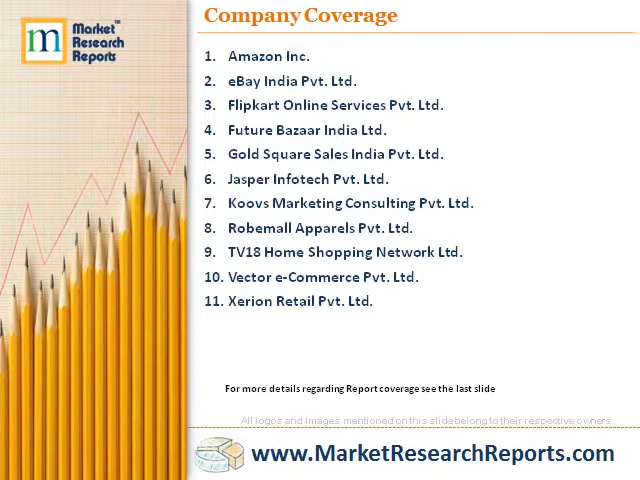 Company Coverage
m
Market™
Research
Reports
1. Amazon Inc.
2. eBay India Pvt. Ltd.
3. Flipkart Online Services Pvt. Ltd.
4. Future Bazaar India Ltd.
5. Gold Square Sales India Pvt. Ltd.
6. Jasper Infotech Pvt. Ltd.
7. Koovs Marketing Consulting Pvt. Ltd.
8. Robemall Apparels Pvt. Ltd.
9. TV18 Home Shopping Network Ltd.
10. Vector e-Commerce Pvt. Ltd.
11. Xerion Retail Pvt. Ltd.
For more details regarding Report coverage see the last slide
All logos and Images mentioned on this slide belong to their respective owners.
www.MarketResearchReports.com